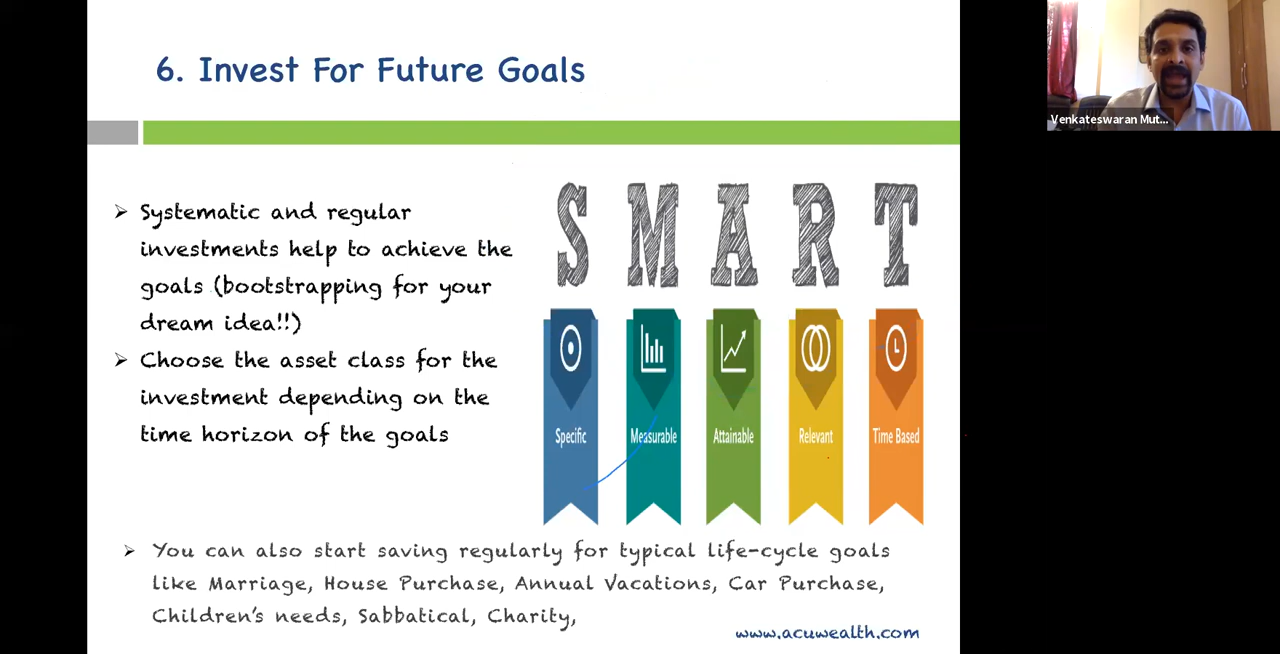 6. Invest For Future Goals
Venkateswaran Mut...
➢ Systematic and regular
investments help to achieve the
goals (bootstrapping for your
dream idea!!)
➢ Choose the asset class for the
investment depending on the
time horizon of the goals
SMART
Specific Measurable Attainable Relevant Time Based
➢ You can also start saving regularly for typical life-cycle goals
like Marriage, House Purchase, Annual Vacations, Car Purchase,
Children's needs, Sabbatical, Charity,
www.acuwealth.com